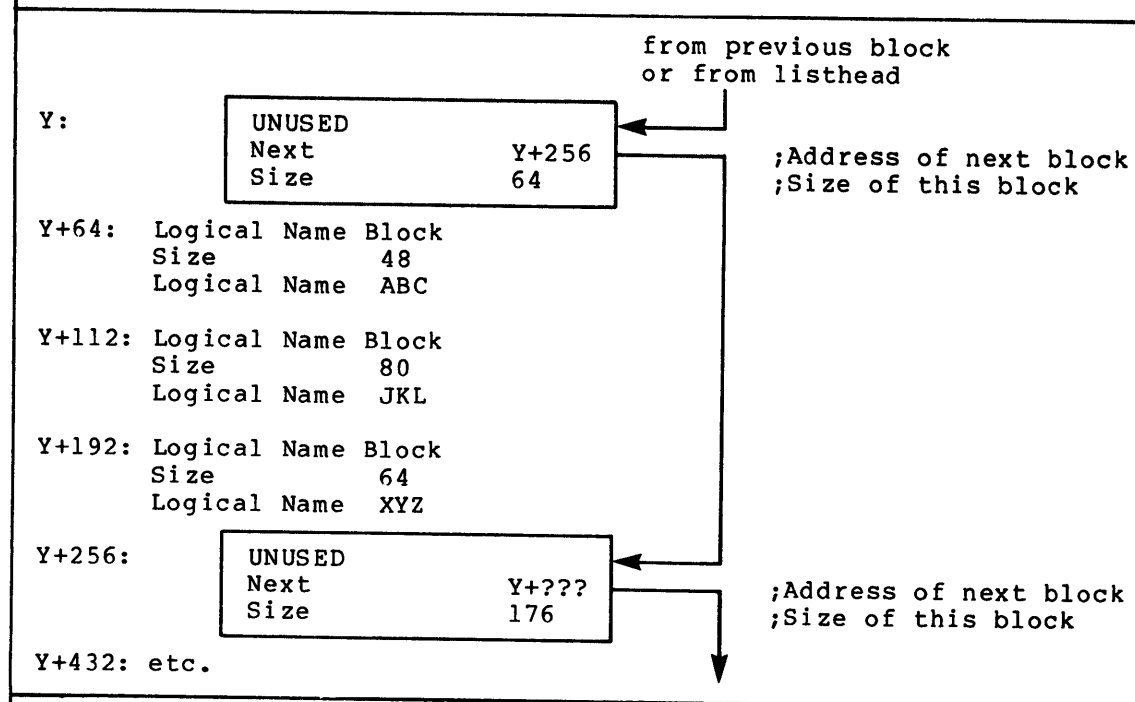 from previous block
or from listhead
Y: UNUSED
Next Y+256 ;Address of next block
Size 64 ;Size of this block
Y+64: Logical Name Block
Size 48
Logical Name ABC
Y+112: Logical Name Block
Size 80
Logical Name JKL
Y+192: Logical Name Block
Size 64
Logical Name XYZ
Y+256: UNUSED
Next Y+??? ;Address of next block
Size 176 ;Size of this block
Y+432: etc.